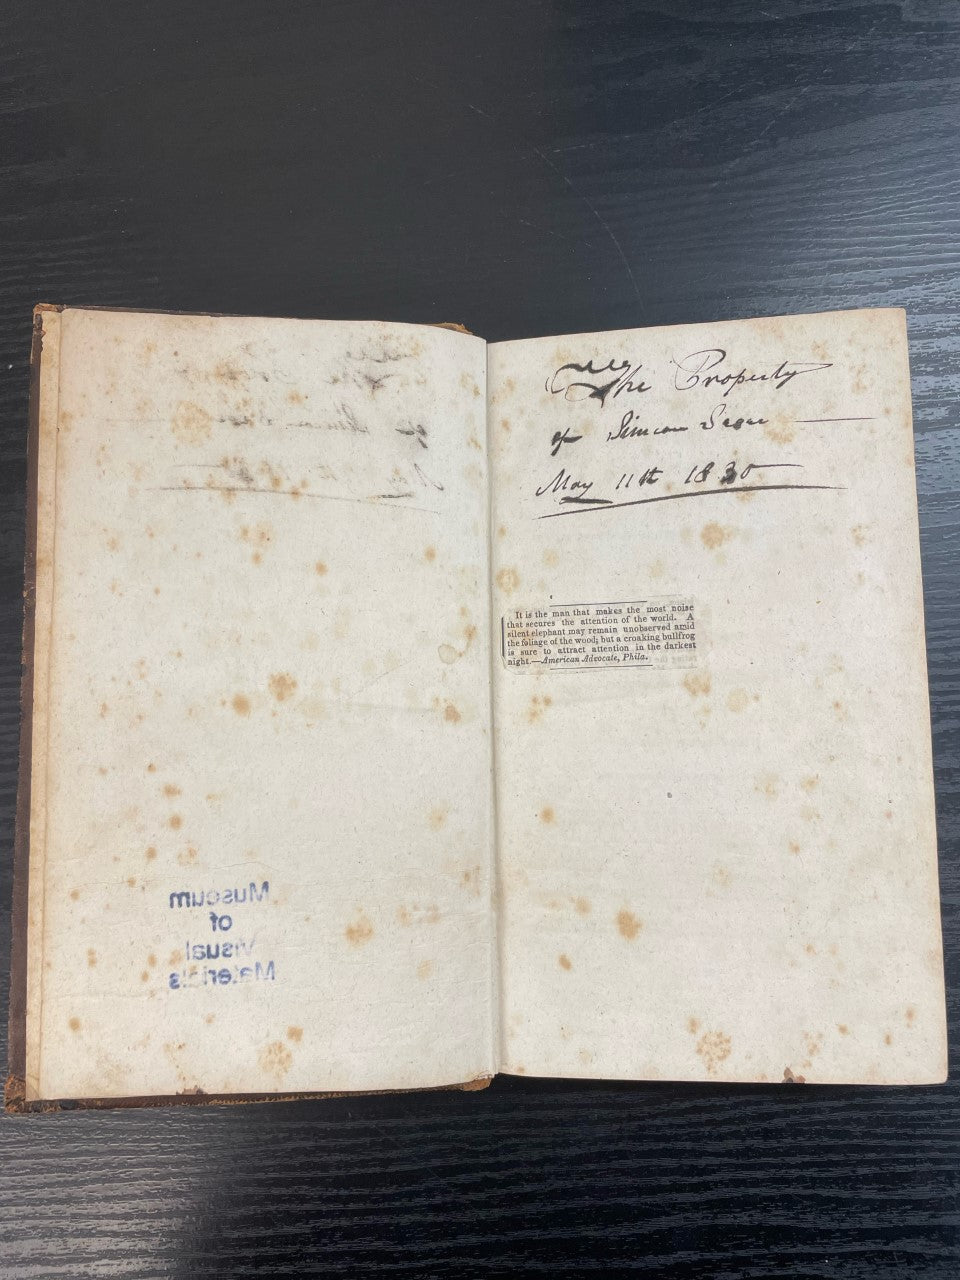 Museum
of
Visual
Materials
The Property
of Simeon
May 11th 1830
It is the man that makes the most noise
that secures the attention of the world. A
silent elephant may remain unobserved amid
the foliage of the wood; but a croaking bullfrog
is sure to attract attention in the darkest
night.—American Advocate, Phila.